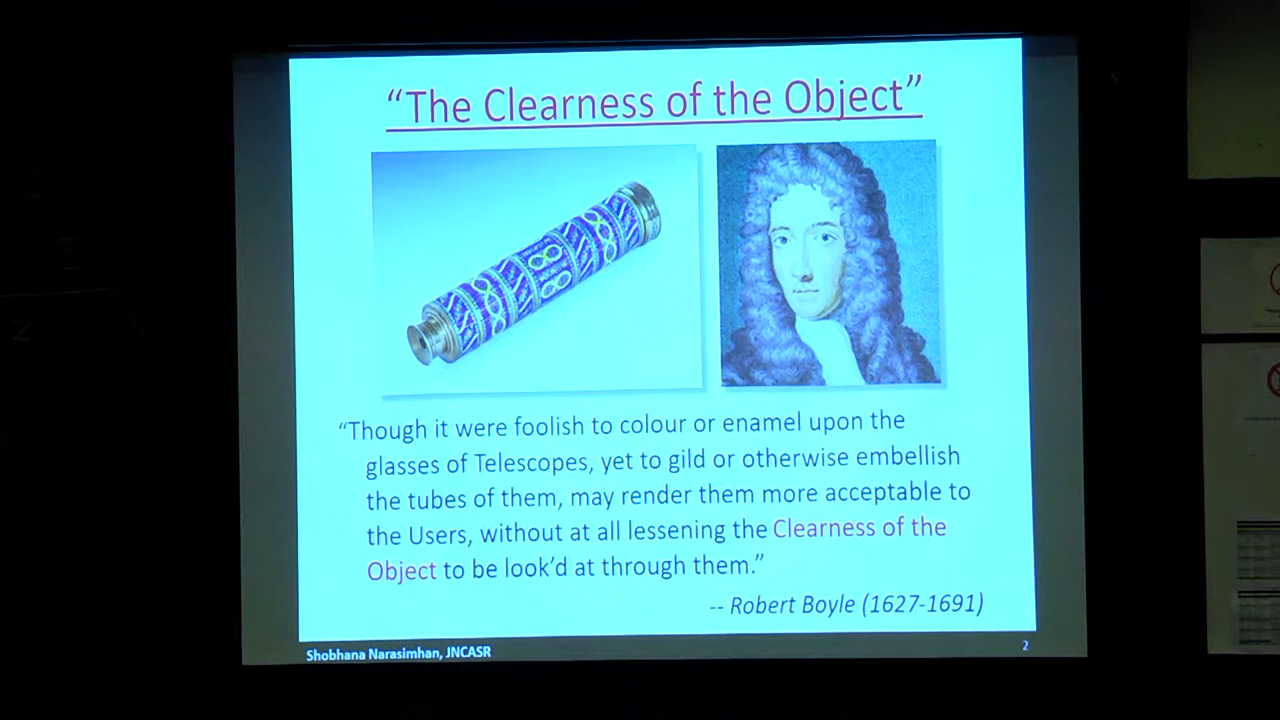 “The Clearness of the Object”
“Though it were foolish to colour or enamel upon the
glasses of Telescopes, yet to gild or otherwise embellish
the tubes of them, may render them more acceptable to
the Users, without at all lessening the Clearness of the
Object to be look’d at through them.”
-- Robert Boyle (1627-1691)
Shobhana Narasimhan, JNCASR
2